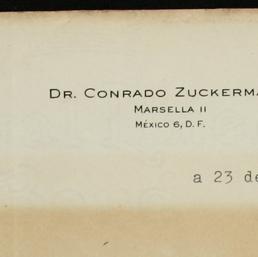 DR. CONRADO ZUCKERMA
MARSELLA 11
MÉXICO 6, D. F.
a 23 de